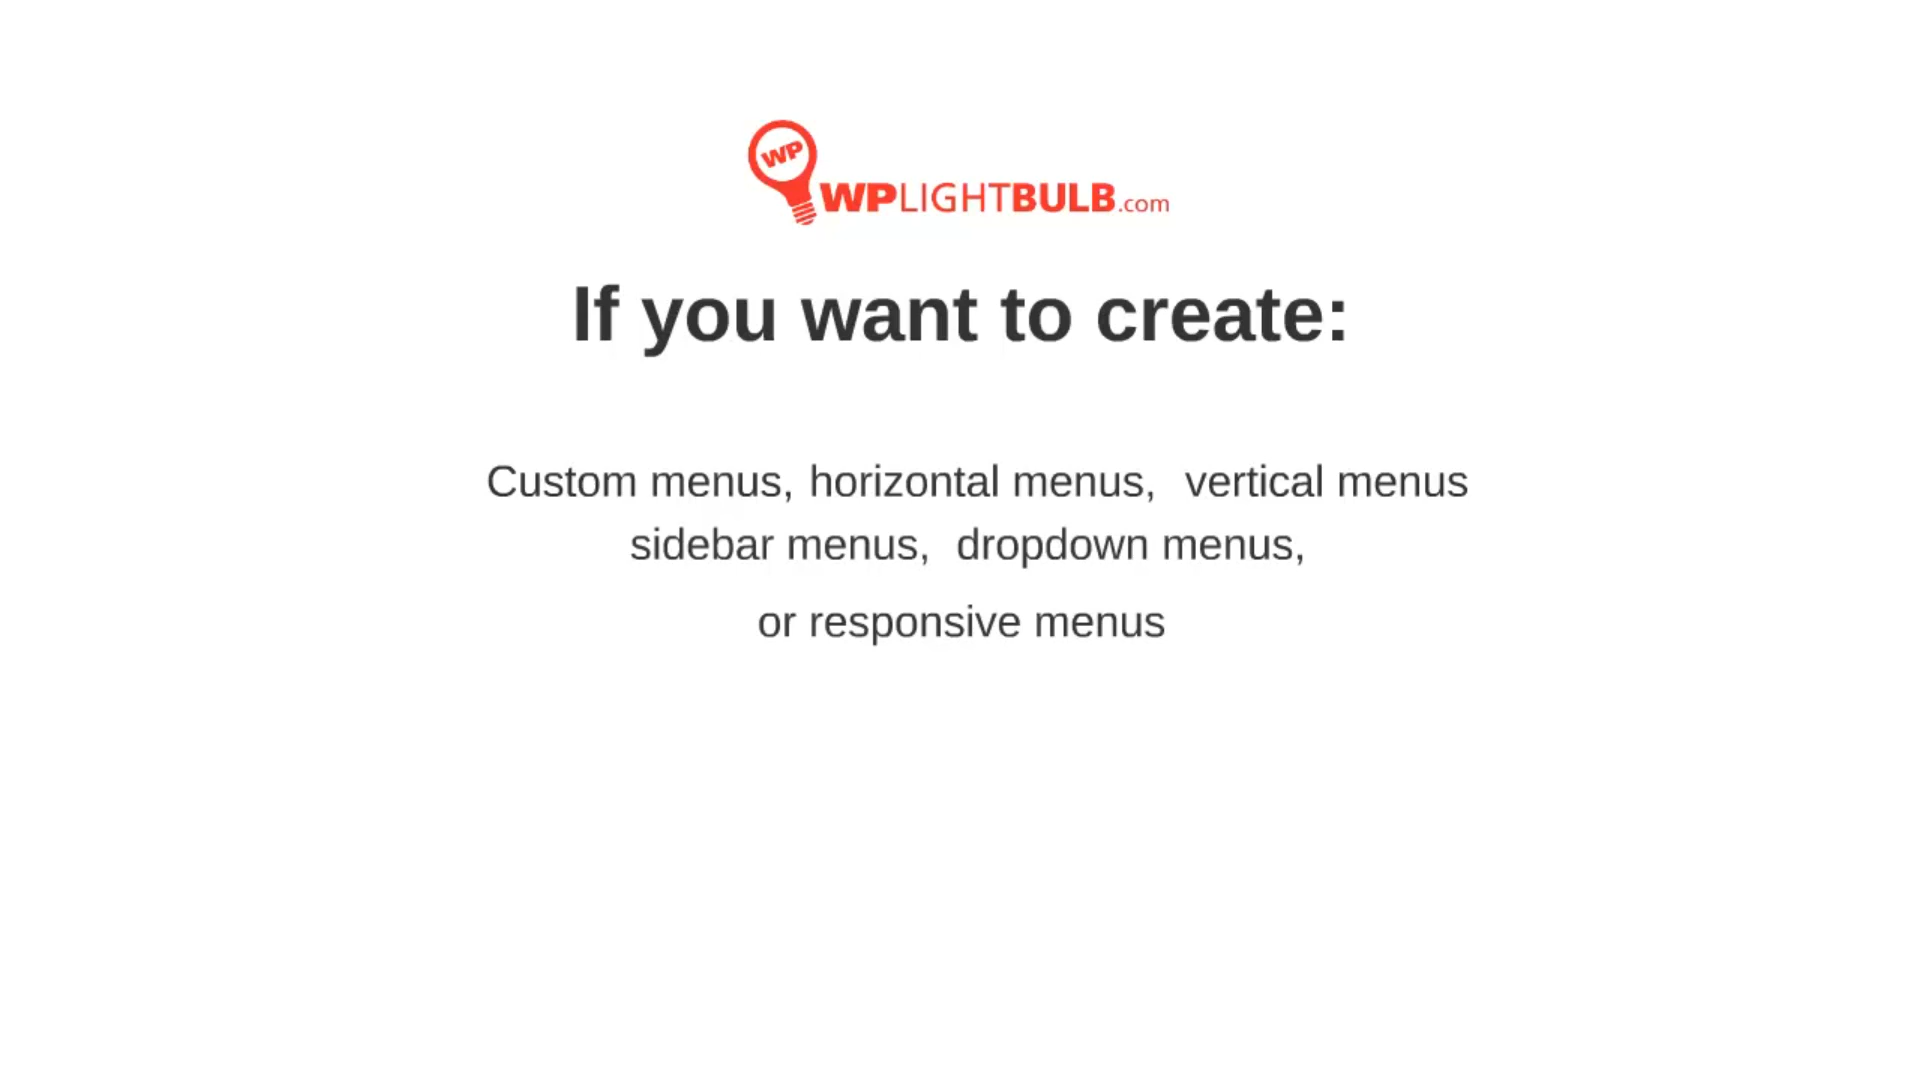 WP
WPLIGHTBULB.com
If you want to create:
Custom menus, horizontal menus, vertical menus
sidebar menus, dropdown menus,
or responsive menus